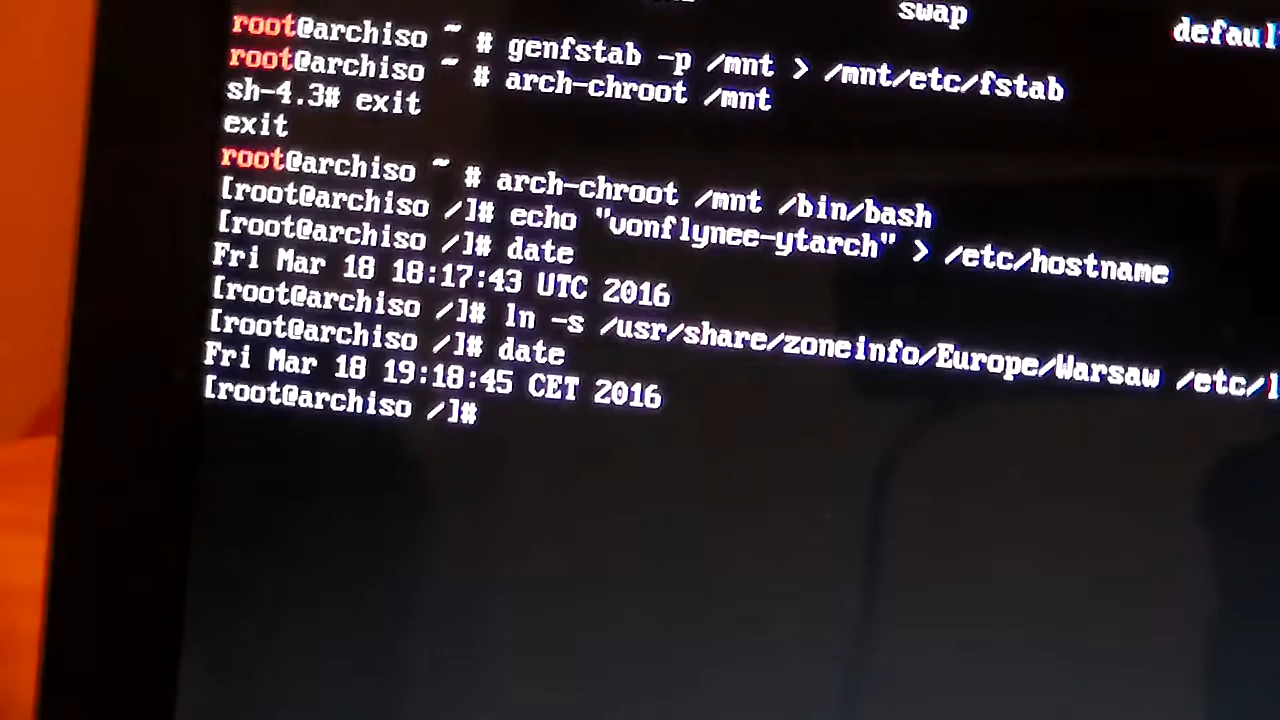 swap
root@archiso ~ # genfstab -p /mnt > /mnt/etc/fstab
root@archiso ~ # arch-chroot /mnt
sh-4.3# exit
exit
root@archiso ~ # arch-chroot /mnt /bin/bash
[root@archiso /]# echo "vonflynee-ytarch" > /etc/hostname
[root@archiso /]# date
Fri Mar 18 18:17:43 UTC 2016
[root@archiso /]# ln -s /usr/share/zoneinfo/Europe/Warsaw /etc/l
[root@archiso /]# date
Fri Mar 18 19:18:45 CET 2016
[root@archiso /]#